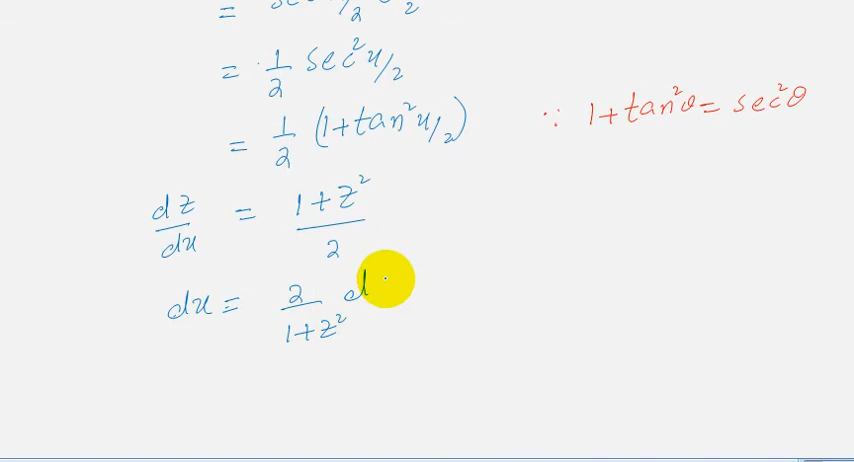 =
= 1/2 sec²x/2
= 1/2 (1+tan²x/2) ∵ 1+tan²θ = sec²θ
dz/dx = 1+z²/2
dx = 2/1+z² d